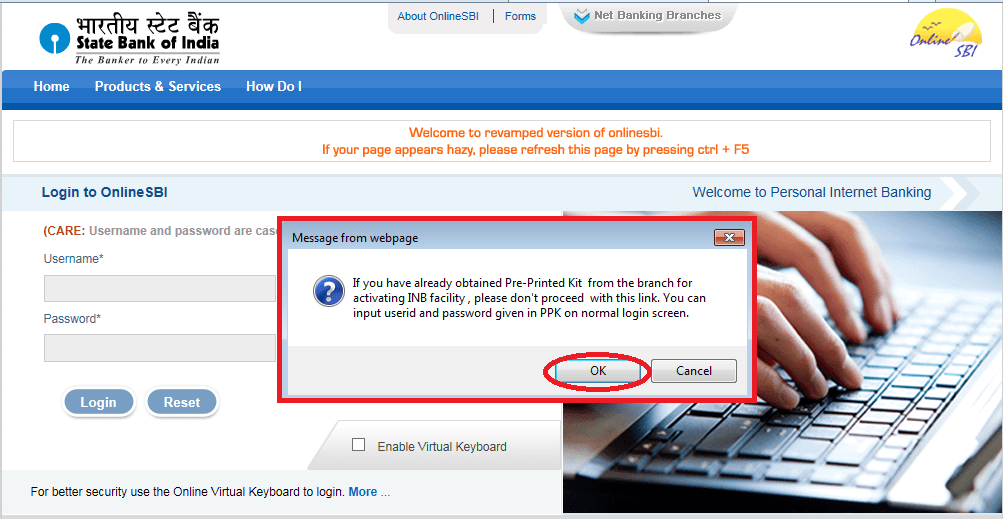 भारतीय स्टेट बैंक
State Bank of India
The Banker to Every Indian
About OnlineSBI
Forms
Net Banking Branches
Online SBI
Home
Products & Services
How Do I
Welcome to revamped version of onlinesbi.
If your page appears hazy, please refresh this page by pressing ctrl + F5
Login to OnlineSBI
Welcome to Personal Internet Banking
(CARE: Username and password are case
Username*
Password*
Login
Reset
Message from webpage
If you have already obtained Pre-Printed Kit from the branch for
activating INB facility , please don't proceed with this link. You can
input userid and password given in PPK on normal login screen.
OK
Cancel
Enable Virtual Keyboard
For better security use the Online Virtual Keyboard to login. More ...